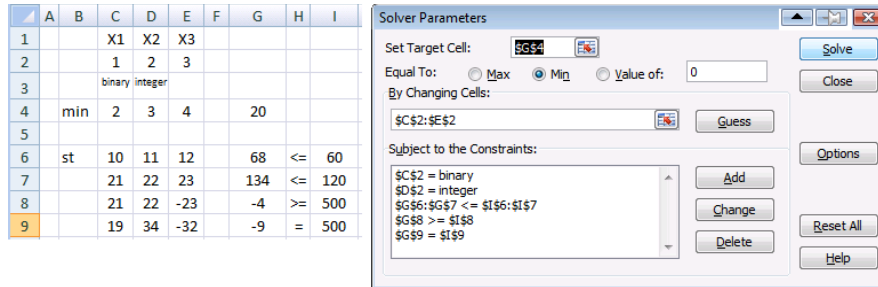 A B C D E F G H I
1 X1 X2 X3
2 1 2 3
3 binary integer
4 min 2 3 4 20
5
6 st 10 11 12 68 <= 60
7 21 22 23 134 <= 120
8 21 22 -23 -4 >= 500
9 19 34 -32 -9 = 500
Solver Parameters
Set Target Cell: $G$4 Solve
Equal To: Max Min Value of: 0 Close
By Changing Cells:
$C$2:$E$2 Guess
Subject to the Constraints: Options
$C$2 = binary Add
$D$2 = integer
$G$6:$G$7 <= $I$6:$I$7 Change
$G$8 >= $I$8
$G$9 = $I$9 Delete
Reset All
Help